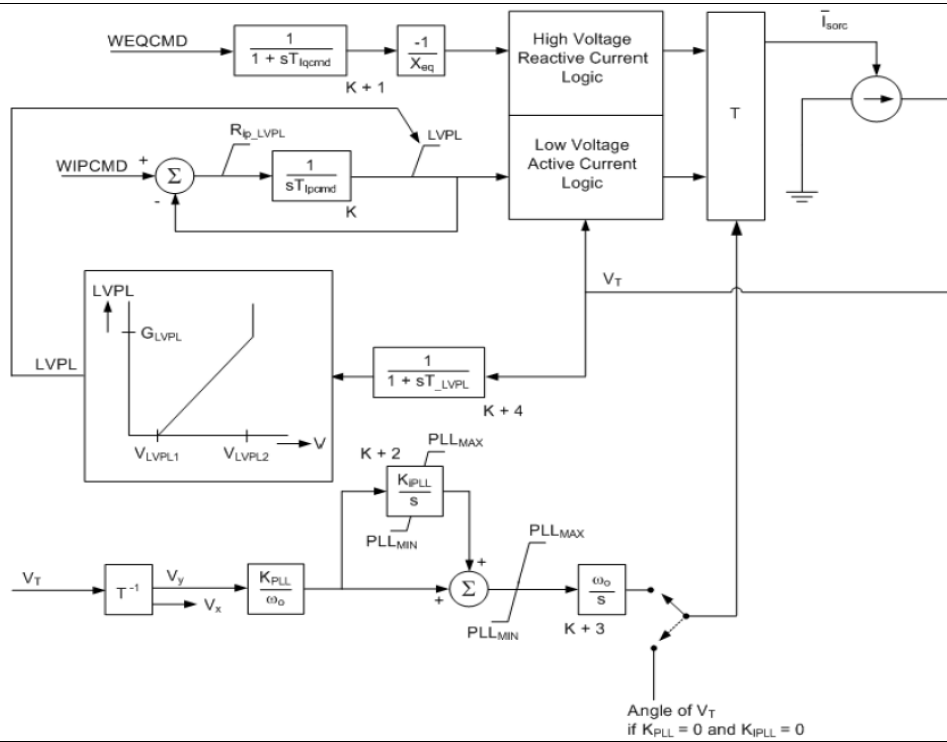 WEQCMD
1
1 + sT_Iqcmd
K + 1
-1
X_eq
High Voltage
Reactive Current
Logic
T
I_sorc
R_Ip_LVPL
LVPL
WIPCMD
+
Σ
-
1
sT_Ipcmd
K
Low Voltage
Active Current
Logic
V_T
LVPL
G_LVPL
LVPL
V_LVPL1
V_LVPL2
V
1
1 + sT_LVPL
K + 4
K + 2
PLL_MAX
K_IPLL
s
PLL_MIN
V_T
T⁻¹
V_y
V_x
K_PLL
ω_o
+
+
Σ
PLL_MAX
PLL_MIN
ω_o
s
K + 3
Angle of V_T
if K_PLL = 0 and K_IPLL = 0